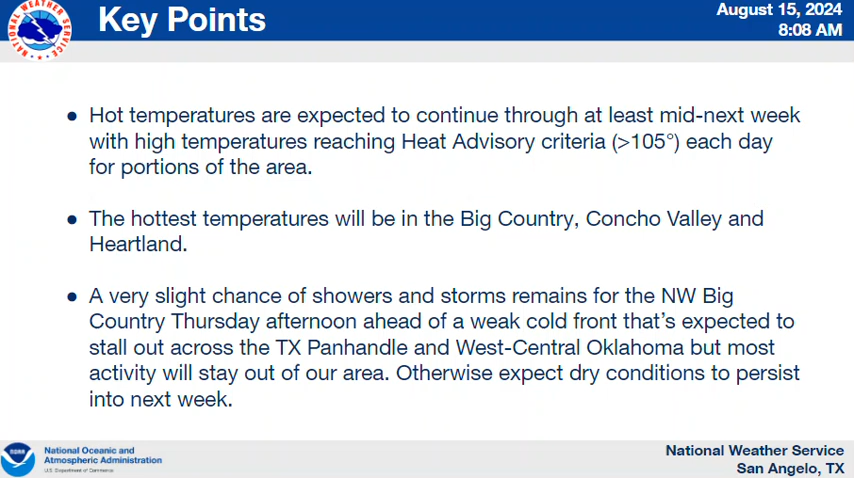 Key Points
August 15, 2024
8:08 AM
NATIONAL WEATHER SERVICE
● Hot temperatures are expected to continue through at least mid-next week
with high temperatures reaching Heat Advisory criteria (>105°) each day
for portions of the area.
● The hottest temperatures will be in the Big Country, Concho Valley and
Heartland.
● A very slight chance of showers and storms remains for the NW Big
Country Thursday afternoon ahead of a weak cold front that's expected to
stall out across the TX Panhandle and West-Central Oklahoma but most
activity will stay out of our area. Otherwise expect dry conditions to persist
into next week.
NOAA
National Oceanic and
Atmospheric Administration
U.S. Department of Commerce
National Weather Service
San Angelo, TX